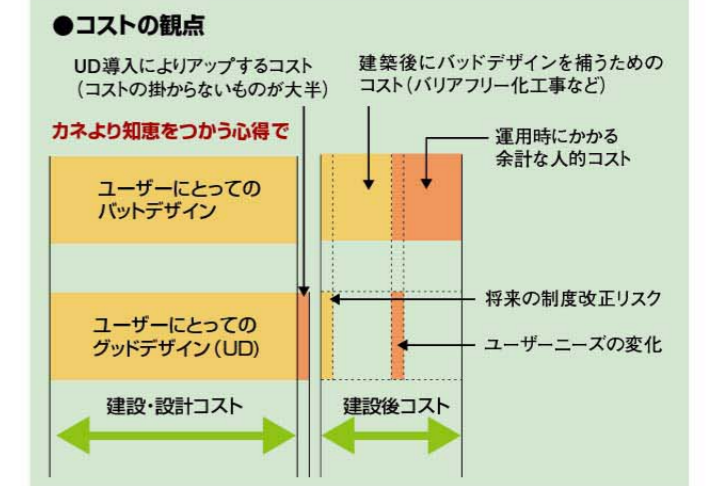 ●コストの観点
UD導入によりアップするコスト
（コストの掛からないものが大半）
建築後にバッドデザインを補うための
コスト（バリアフリー化工事など）
カネより知恵をつかう心得で
運用時にかかる
余計な人的コスト
ユーザーにとっての
バットデザイン
将来の制度改正リスク
ユーザーにとっての
グッドデザイン（UD）
ユーザーニーズの変化
建設・設計コスト
建設後コスト